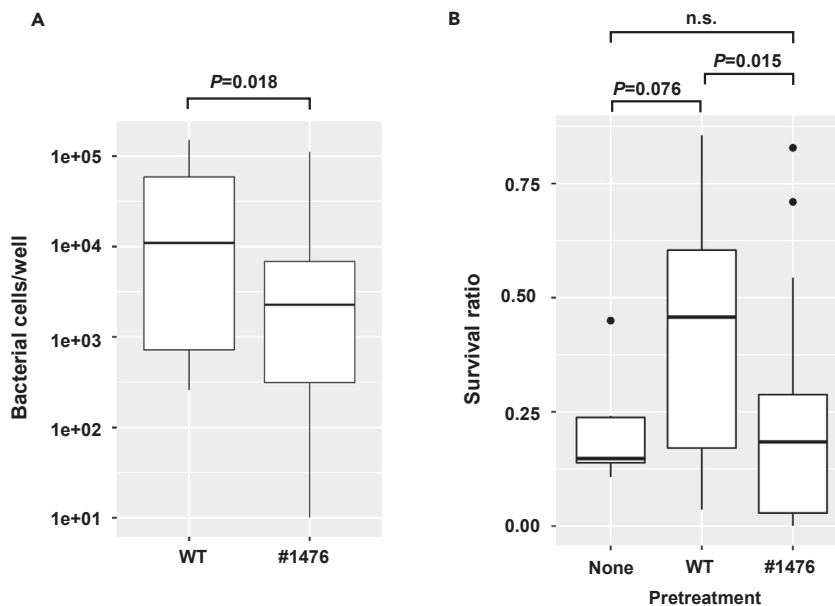 A
P=0.018
Bacterial cells/well
1e+05
1e+04
1e+03
1e+02
1e+01
WT #1476
B
n.s.
P=0.015
P=0.076
Survival ratio
0.75
0.50
0.25
0.00
None WT #1476
Pretreatment